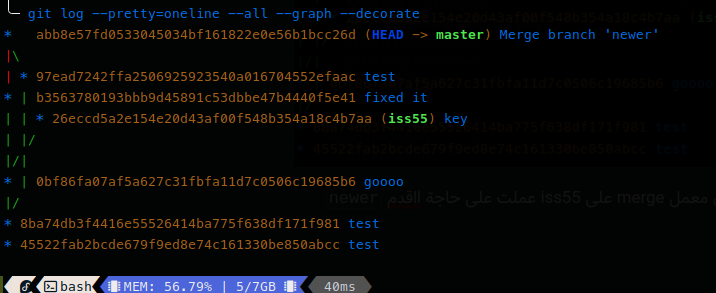 git log --pretty=oneline --all --graph --decorate
*   abb8e57fd0533045034bf161822e0e56b1bcc26d (HEAD -> master) Merge branch 'newer'
|\
| * 97ead7242ffa2506925923540a016704552efaac test
* | b3563780193bbb9d45891c53dbbe47b4440f5e41 fixed it
| | * 26eccd5a2e154e20d43af00f548b354a18c4b7aa (iss55) key
| |/
|/|
* | 0bf86fa07af5a627c31fbfa11d7c0506c19685b6 goooo
|/
* 8ba74db3f4416e55526414ba775f638df171f981 test
* 45522fab2bcde679f9ed8e74c161330be850abcc test
معمل merge على iss55 عملت على حاجة اقدم newer
bash MEM: 56.79% | 5/7GB 40ms